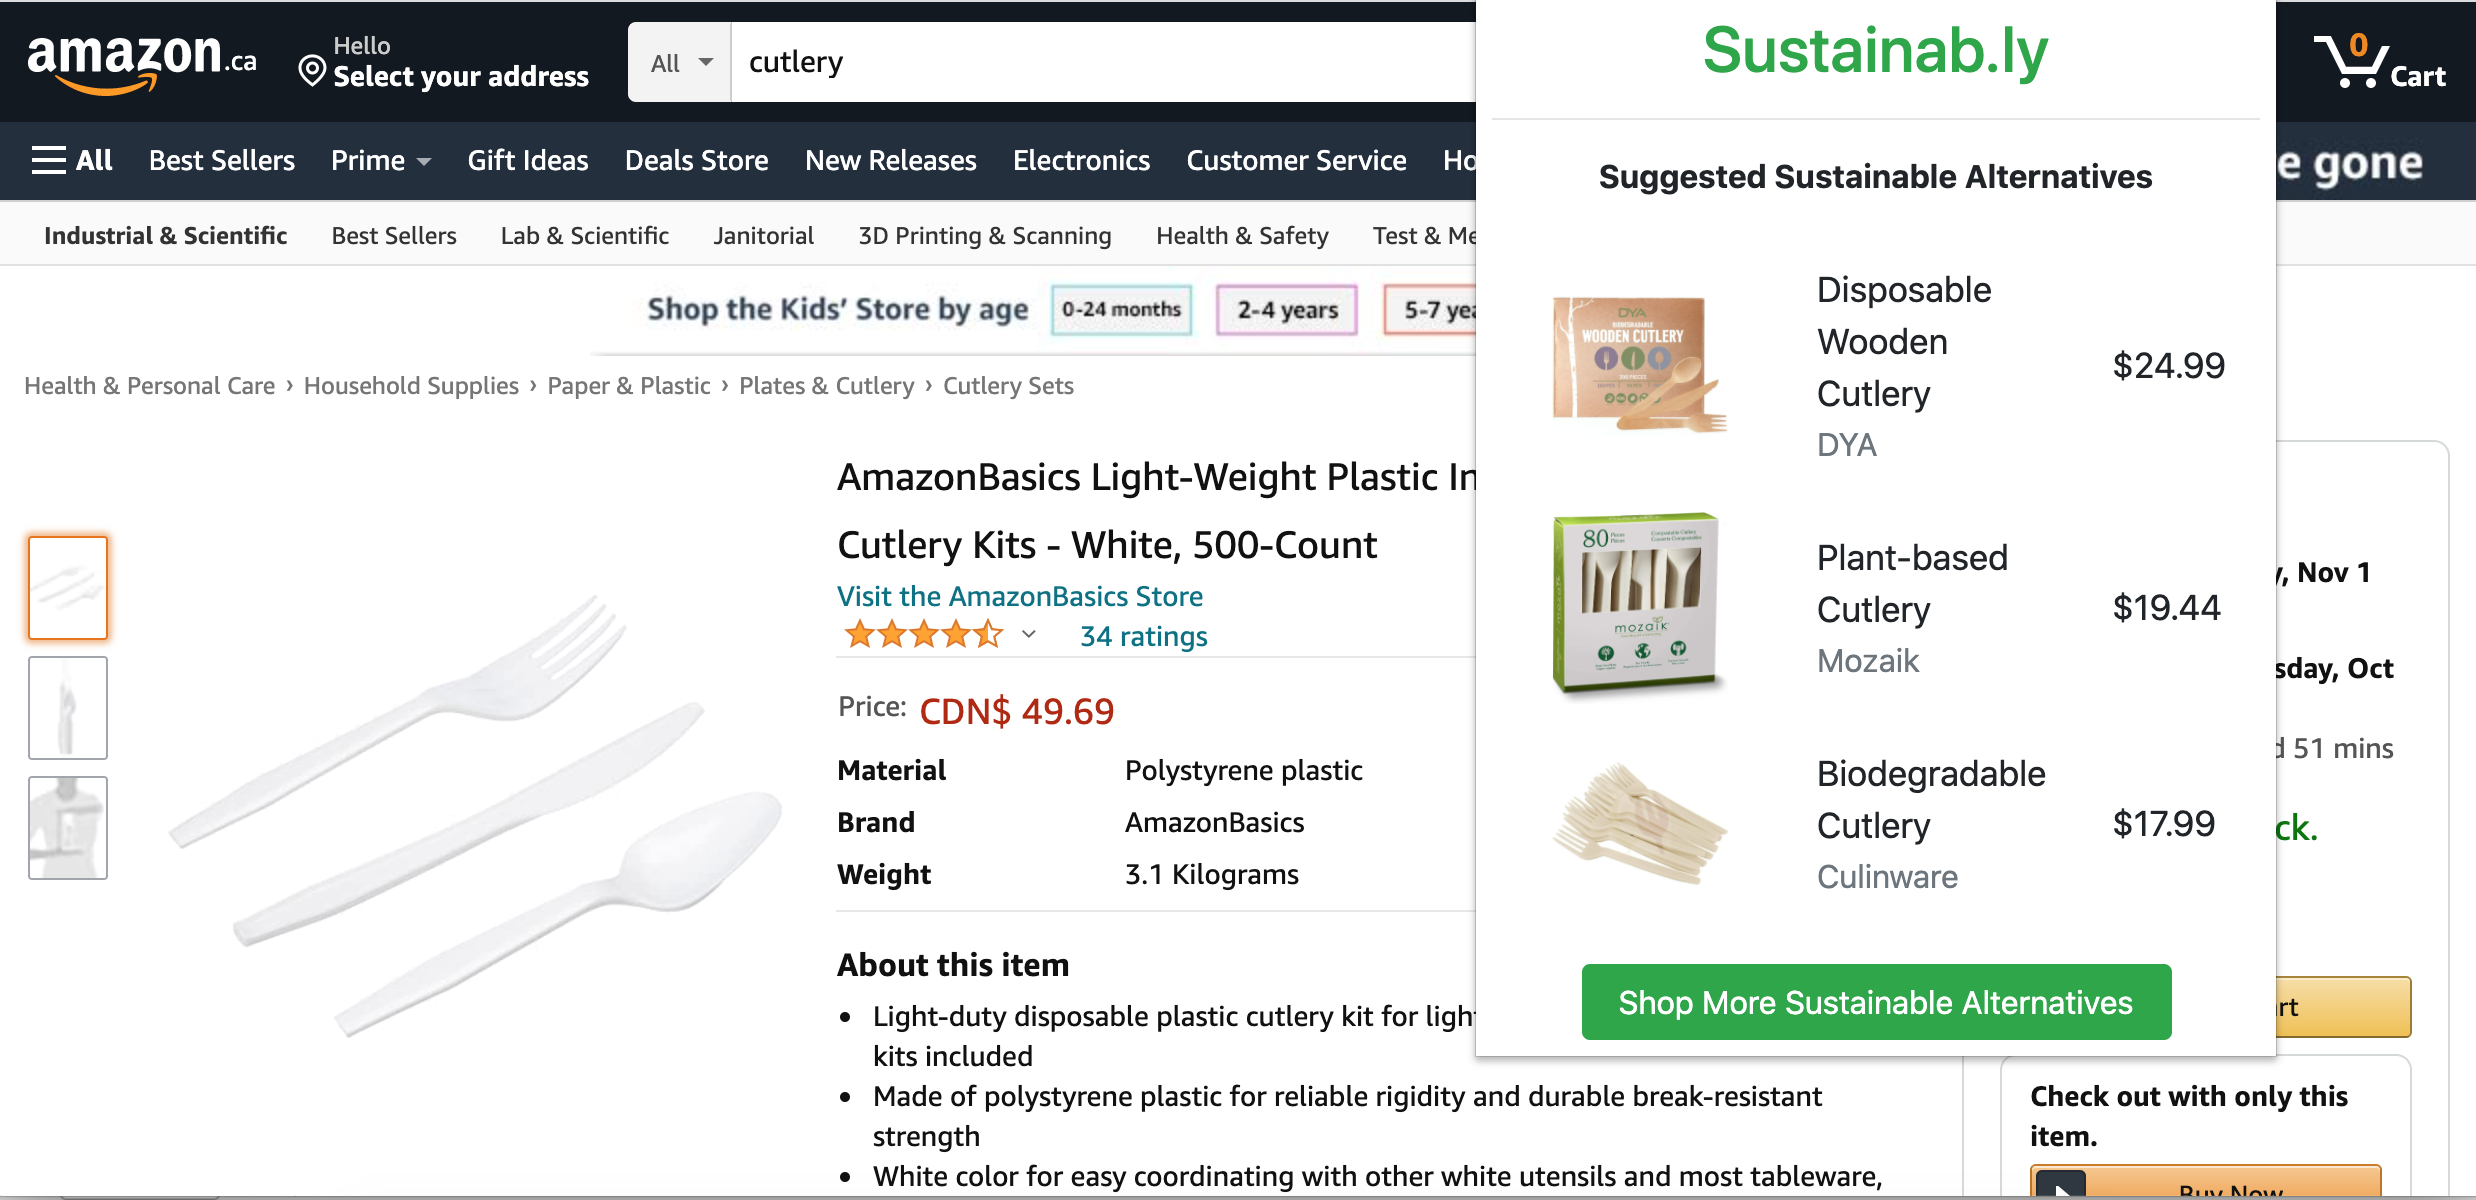 amazon.ca
Hello
Select your address
All
cutlery
0
Cart
All
Best Sellers
Prime
Gift Ideas
Deals Store
New Releases
Electronics
Customer Service
Ho
e gone
Industrial & Scientific
Best Sellers
Lab & Scientific
Janitorial
3D Printing & Scanning
Health & Safety
Test & Me
Shop the Kids' Store by age
0-24 months
2-4 years
5-7 yea
Health & Personal Care › Household Supplies › Paper & Plastic › Plates & Cutlery › Cutlery Sets
AmazonBasics Light-Weight Plastic In
Cutlery Kits - White, 500-Count
Visit the AmazonBasics Store
34 ratings
Price: CDN$ 49.69
Material Polystyrene plastic
Brand AmazonBasics
Weight 3.1 Kilograms
About this item
Light-duty disposable plastic cutlery kit for light
kits included
Made of polystyrene plastic for reliable rigidity and durable break-resistant
strength
White color for easy coordinating with other white utensils and most tableware,
Sustainab.ly
Suggested Sustainable Alternatives
DYA
BIODEGRADABLE
WOODEN CUTLERY
Disposable
Wooden
Cutlery
DYA
$24.99
80
mozaik
Plant-based
Cutlery
Mozaik
$19.44
Biodegradable
Cutlery
Culinware
$17.99
Shop More Sustainable Alternatives
y, Nov 1
sday, Oct
d 51 mins
ck.
rt
Check out with only this
item.
Buy Now